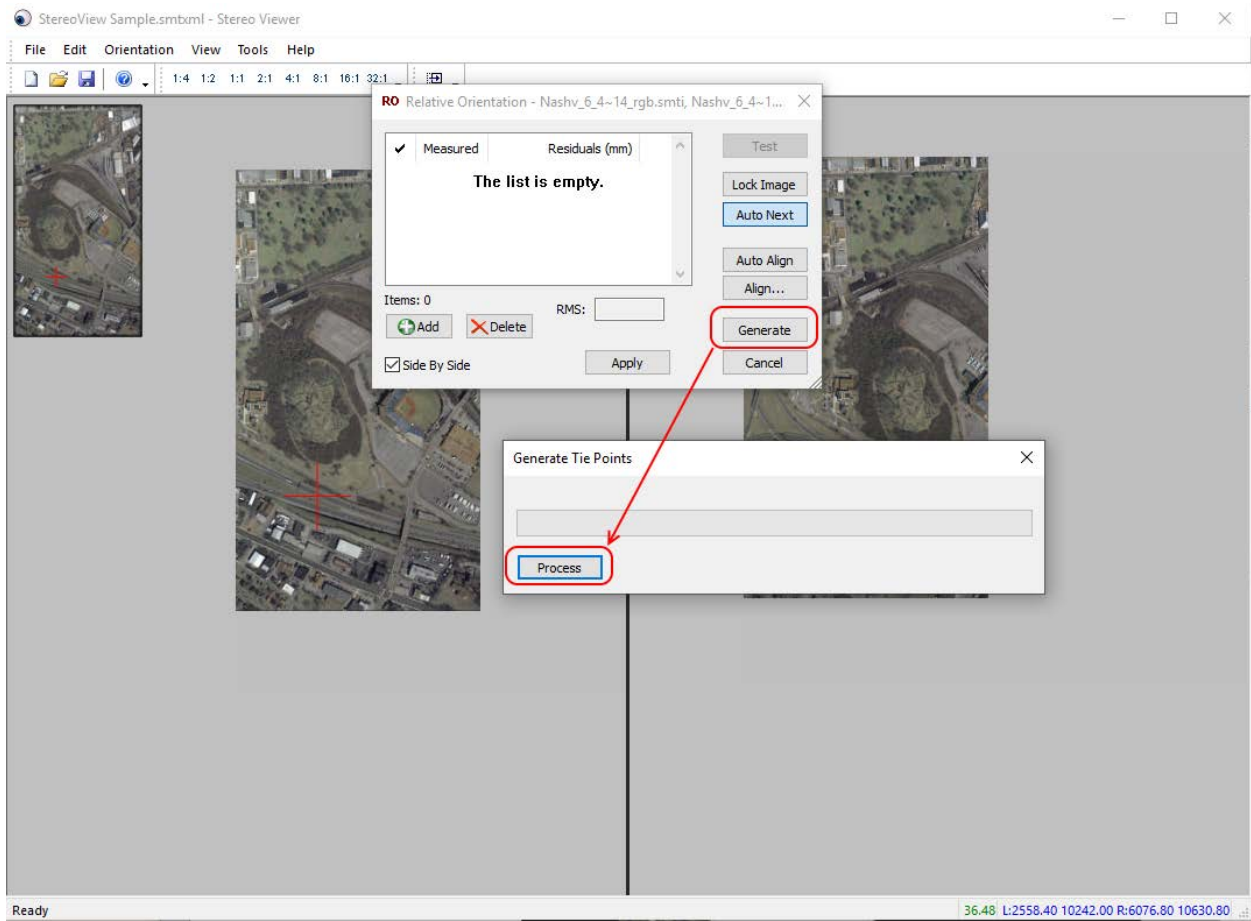 StereoView Sample.smtxml - Stereo Viewer
File Edit Orientation View Tools Help
1:4 1:2 1:1 2:1 4:1 8:1 16:1 32:1
RO Relative Orientation - Nashv_6_4~14_rgb.smti, Nashv_6_4~1...
Measured Residuals (mm)
The list is empty.
Test
Lock Image
Auto Next
Auto Align
Align...
Items: 0
RMS:
Add Delete
Generate
Side By Side Apply Cancel
Generate Tie Points
Process
Ready 36.48 L:2558.40 10242.00 R:6076.80 10630.80